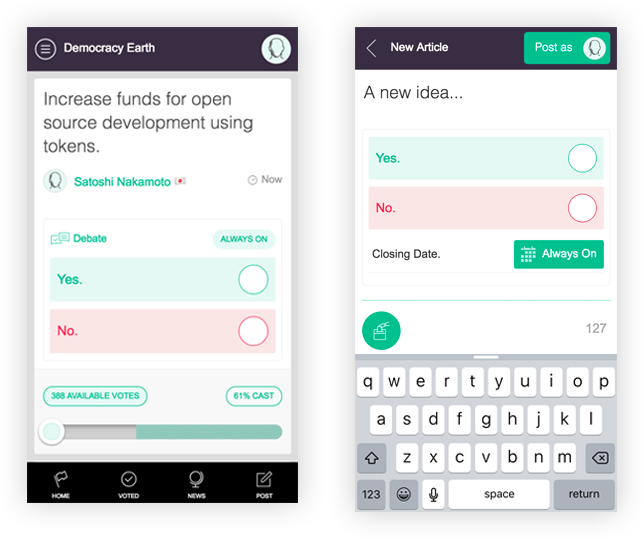 Democracy Earth
Increase funds for open
source development using
tokens.
Satoshi Nakamoto
Now
Debate
ALWAYS ON
Yes.
No.
388 AVAILABLE VOTES
61% CAST
HOME
VOTED
NEWS
POST
New Article
Post as
A new idea...
Yes.
No.
Closing Date.
Always On
127
q w e r t y u i o p
a s d f g h j k l
z x c v b n m
123
space
return